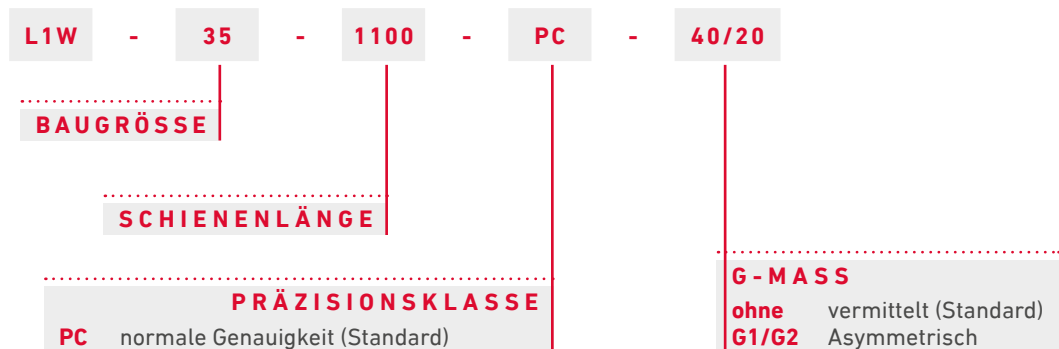 L1W - 35 - 1100 - PC - 40/20
BAUGRÖSSE
SCHIENENLÄNGE
PRÄZISIONSKLASSE
PC normale Genauigkeit (Standard)
G-MASS
ohne vermittelt (Standard)
G1/G2 Asymmetrisch